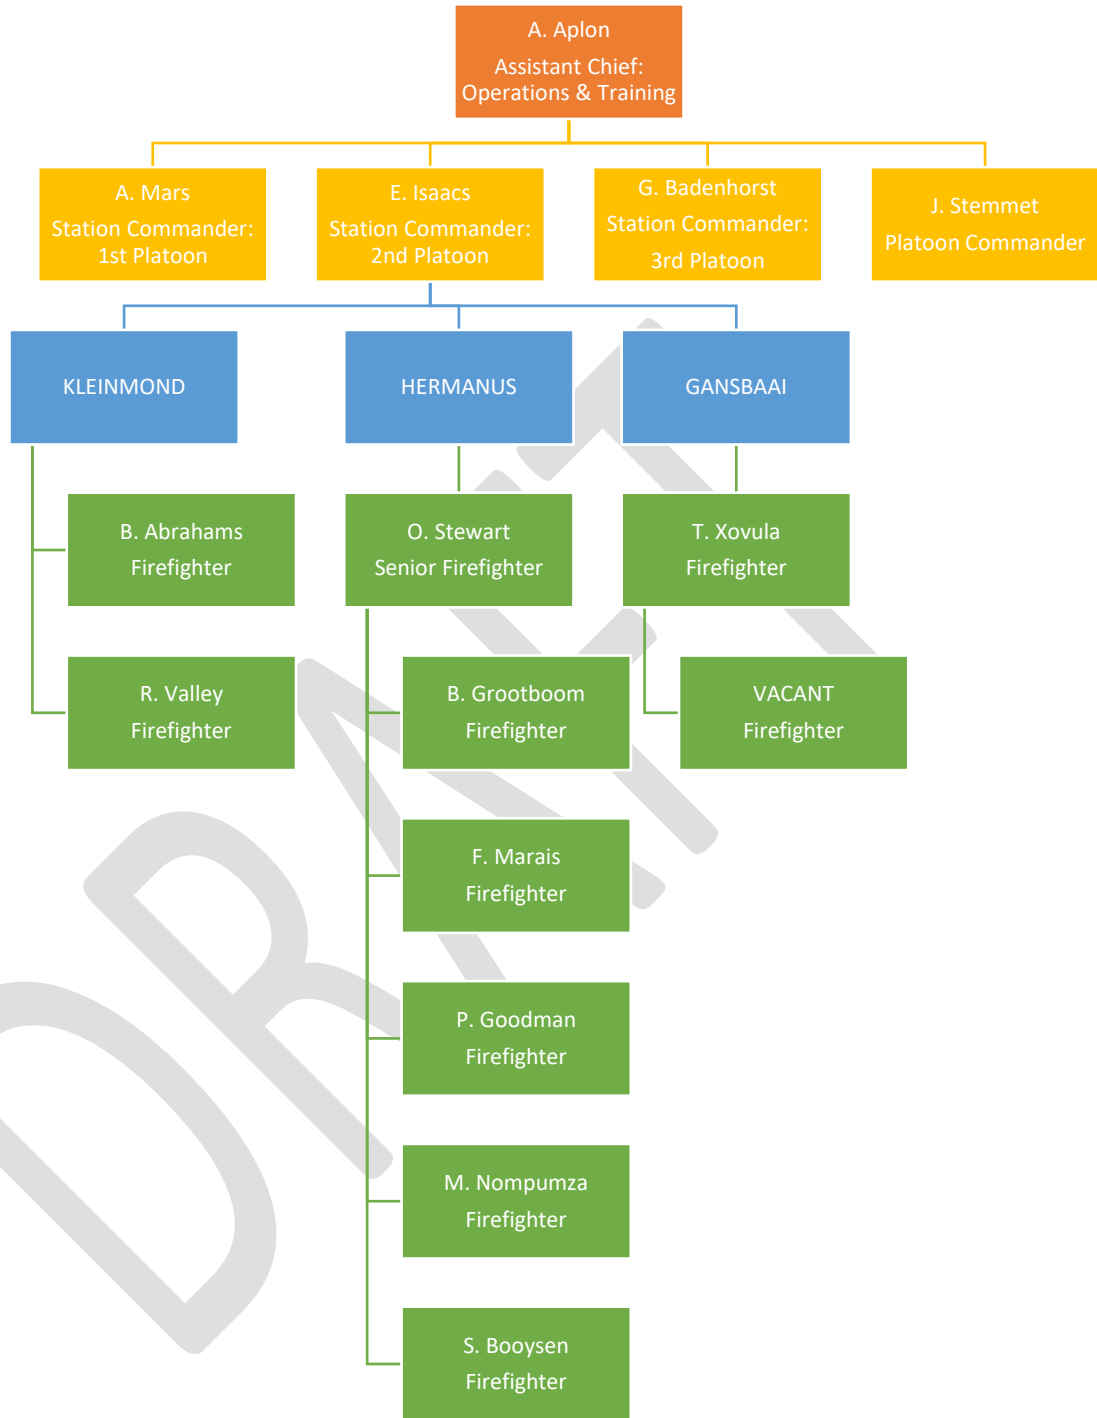 A. Aplon
Assistant Chief:
Operations & Training
A. Mars
Station Commander:
1st Platoon
E. Isaacs
Station Commander:
2nd Platoon
G. Badenhorst
Station Commander:
3rd Platoon
J. Stemmet
Platoon Commander
KLEINMOND
HERMANUS
GANSBAAI
B. Abrahams
Firefighter
O. Stewart
Senior Firefighter
T. Xovula
Firefighter
R. Valley
Firefighter
B. Grootboom
Firefighter
VACANT
Firefighter
F. Marais
Firefighter
P. Goodman
Firefighter
M. Nompumza
Firefighter
S. Booysen
Firefighter
DRAFT